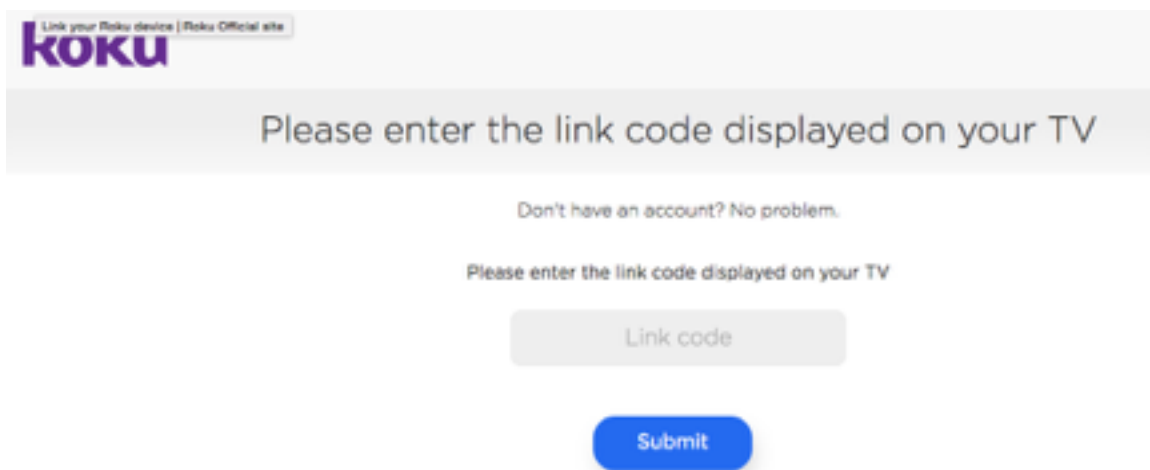 Link your Roku device | Roku Official site
Roku
Please enter the link code displayed on your TV
Don't have an account? No problem.
Please enter the link code displayed on your TV
Link code
Submit